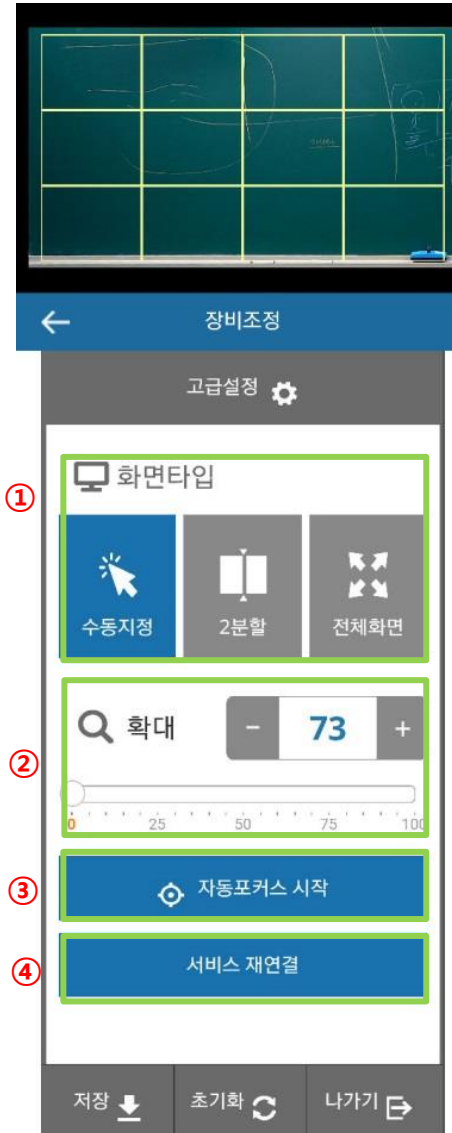 장비조정
고급설정
① 화면타입
수동지정 2분할 전체화면
② 확대 - 73 +
0 25 50 75 100
③ 자동포커스 시작
④ 서비스 재연결
저장 초기화 나가기